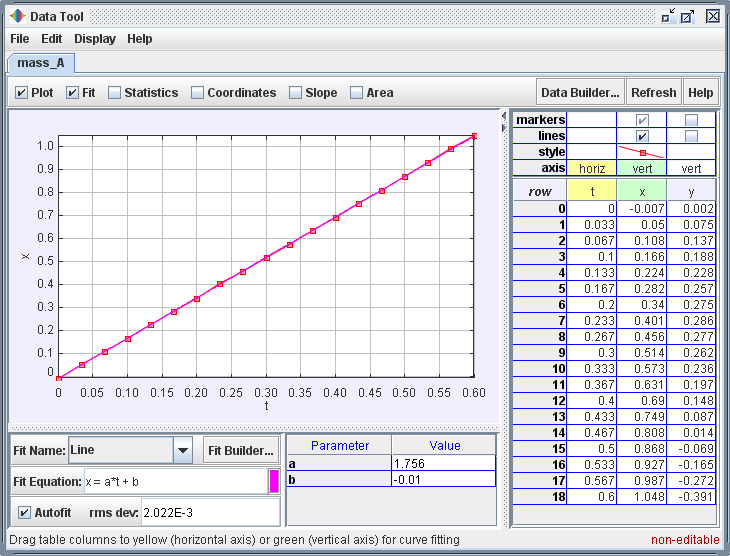 Data Tool
File Edit Display Help
mass_A
Plot Fit Statistics Coordinates Slope Area Data Builder... Refresh Help
1.0
0.9
0.8
0.7
0.6
0.5
0.4
0.3
0.2
0.1
0
x
0 0.05 0.10 0.15 0.20 0.25 0.30 0.35 0.40 0.45 0.50 0.55 0.60
t
markers
lines
style
axis horiz vert vert
row t x y
0 0 -0.007 0.002
1 0.033 0.05 0.075
2 0.067 0.108 0.137
3 0.1 0.166 0.188
4 0.133 0.224 0.228
5 0.167 0.282 0.257
6 0.2 0.34 0.275
7 0.233 0.401 0.286
8 0.267 0.456 0.277
9 0.3 0.514 0.262
10 0.333 0.573 0.236
11 0.367 0.631 0.197
12 0.4 0.69 0.148
13 0.433 0.749 0.087
14 0.467 0.808 0.014
15 0.5 0.868 -0.069
16 0.533 0.927 -0.165
17 0.567 0.987 -0.272
18 0.6 1.048 -0.391
Fit Name: Line Fit Builder...
Fit Equation: x = a*t + b
Autofit rms dev: 2.022E-3
Parameter Value
a 1.756
b -0.01
Drag table columns to yellow (horizontal axis) or green (vertical axis) for curve fitting non-editable